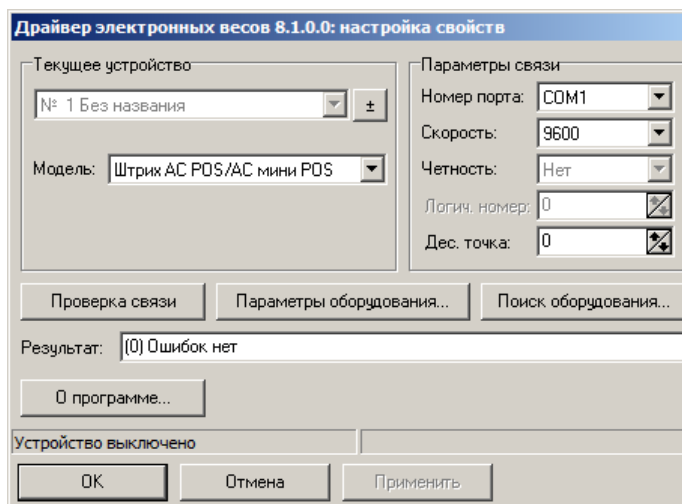 Драйвер электронных весов 8.1.0.0: настройка свойств
Текущее устройство
№ 1 Без названия
±
Модель: Штрих АС POS/АС мини POS
Параметры связи
Номер порта: COM1
Скорость: 9600
Четность: Нет
Логич. номер: 0
Дес. точка: 0
Проверка связи
Параметры оборудования...
Поиск оборудования...
Результат: (0) Ошибок нет
О программе...
Устройство выключено
OK
Отмена
Применить